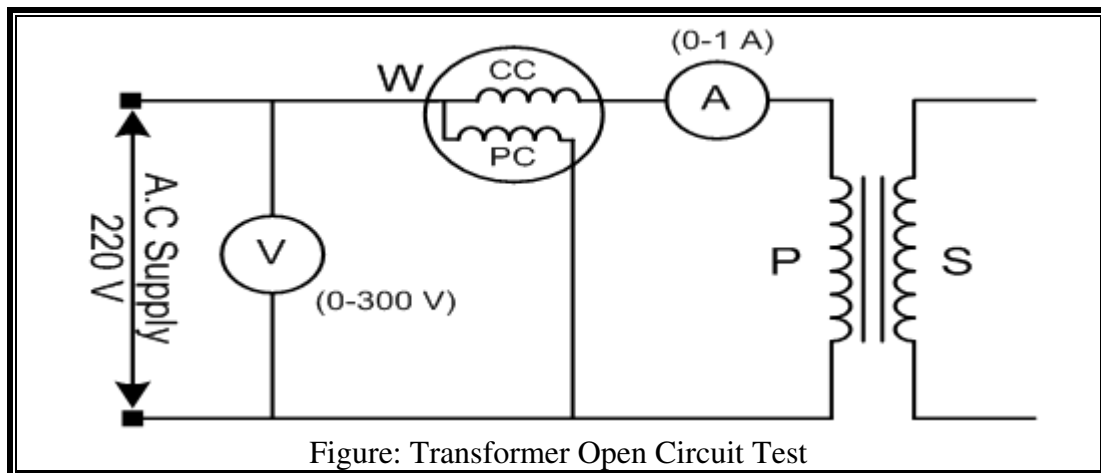 (0-1 A)
W
CC
A
PC
A.C Supply
220 V
V
(0-300 V)
P
S
Figure: Transformer Open Circuit Test